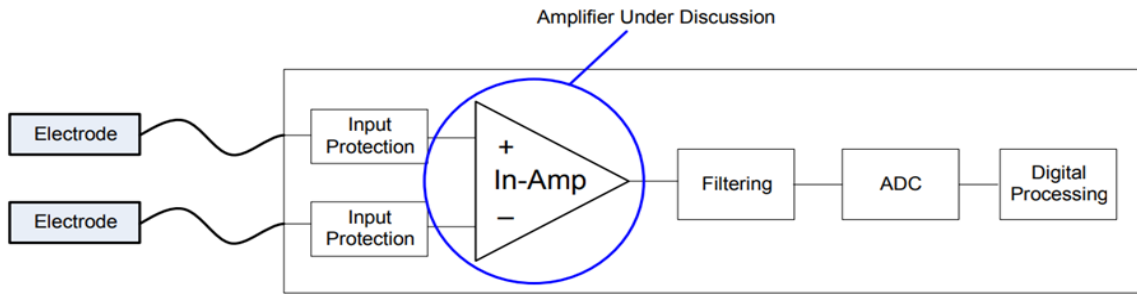 Amplifier Under Discussion
Electrode
Input
Protection
+
In-Amp
–
Filtering
ADC
Digital
Processing
Electrode
Input
Protection